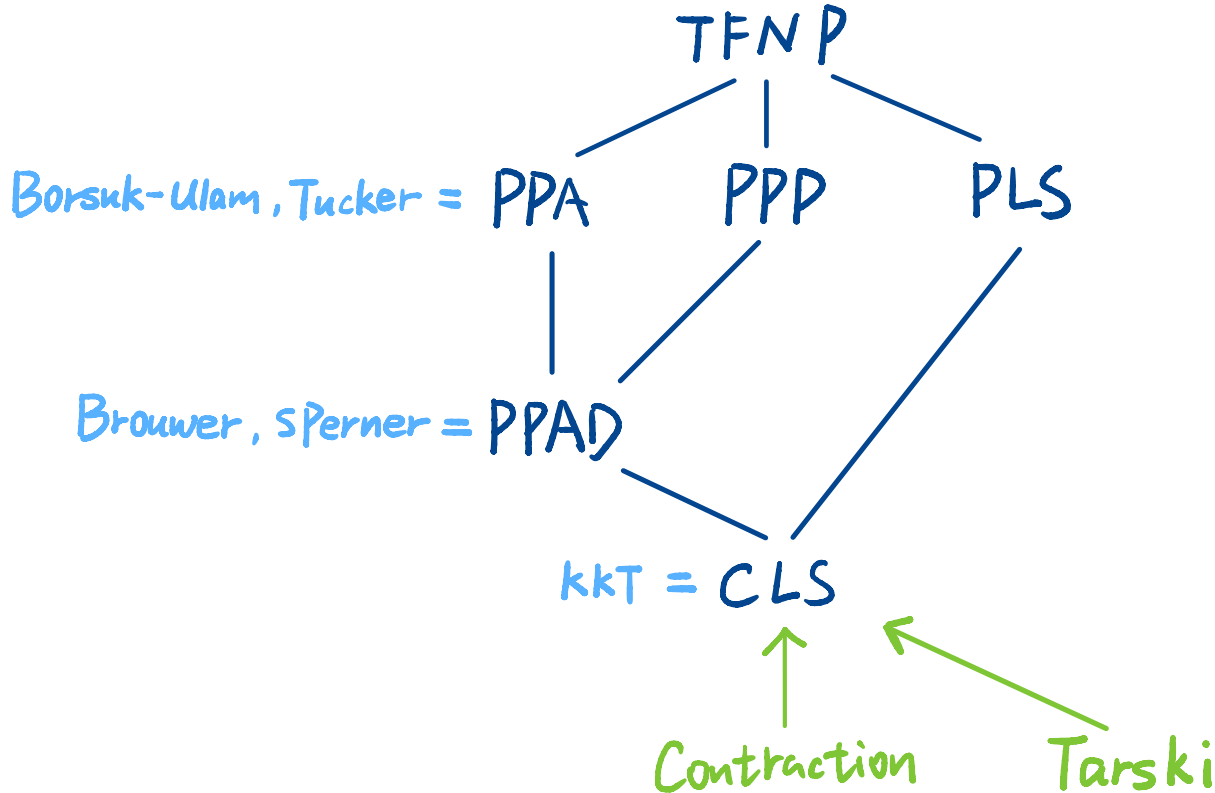 TFNP
Borsuk-Ulam, Tucker = PPA PPP PLS
Brouwer, sperner = PPAD
kkT = CLS
Contraction Tarski